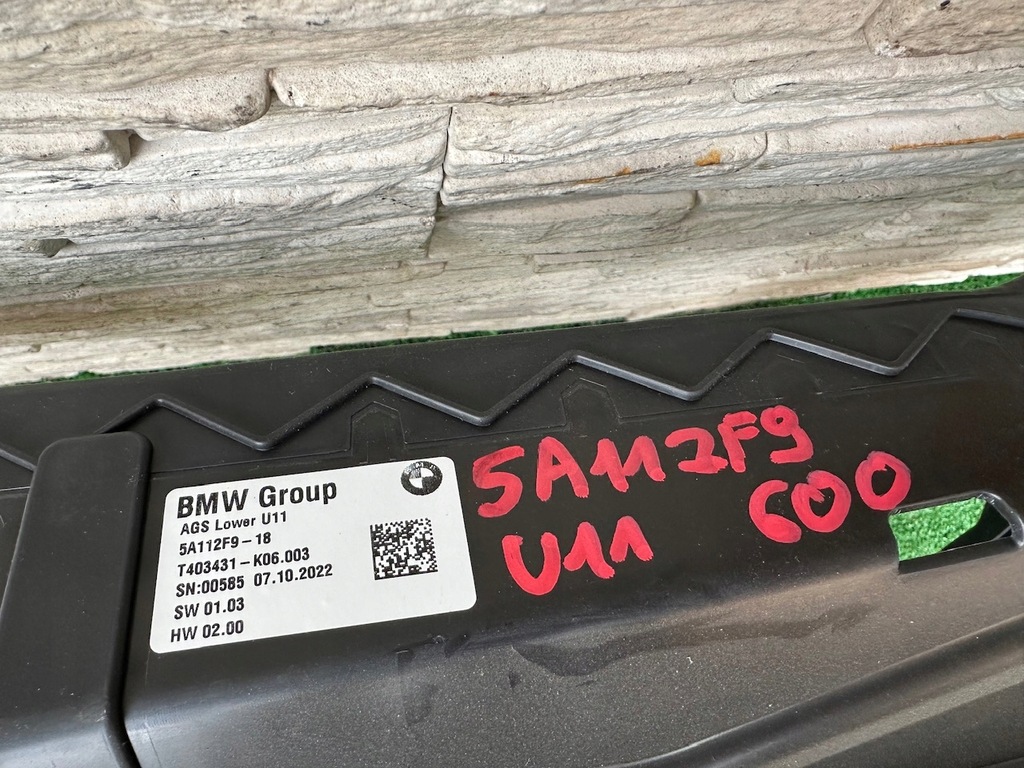 BMW Group
AGS Lower U11
5A112F9-18
T403431-K06.003
SN:00585 07.10.2022
SW 01.03
HW 02.00
5A112F9
U11 600